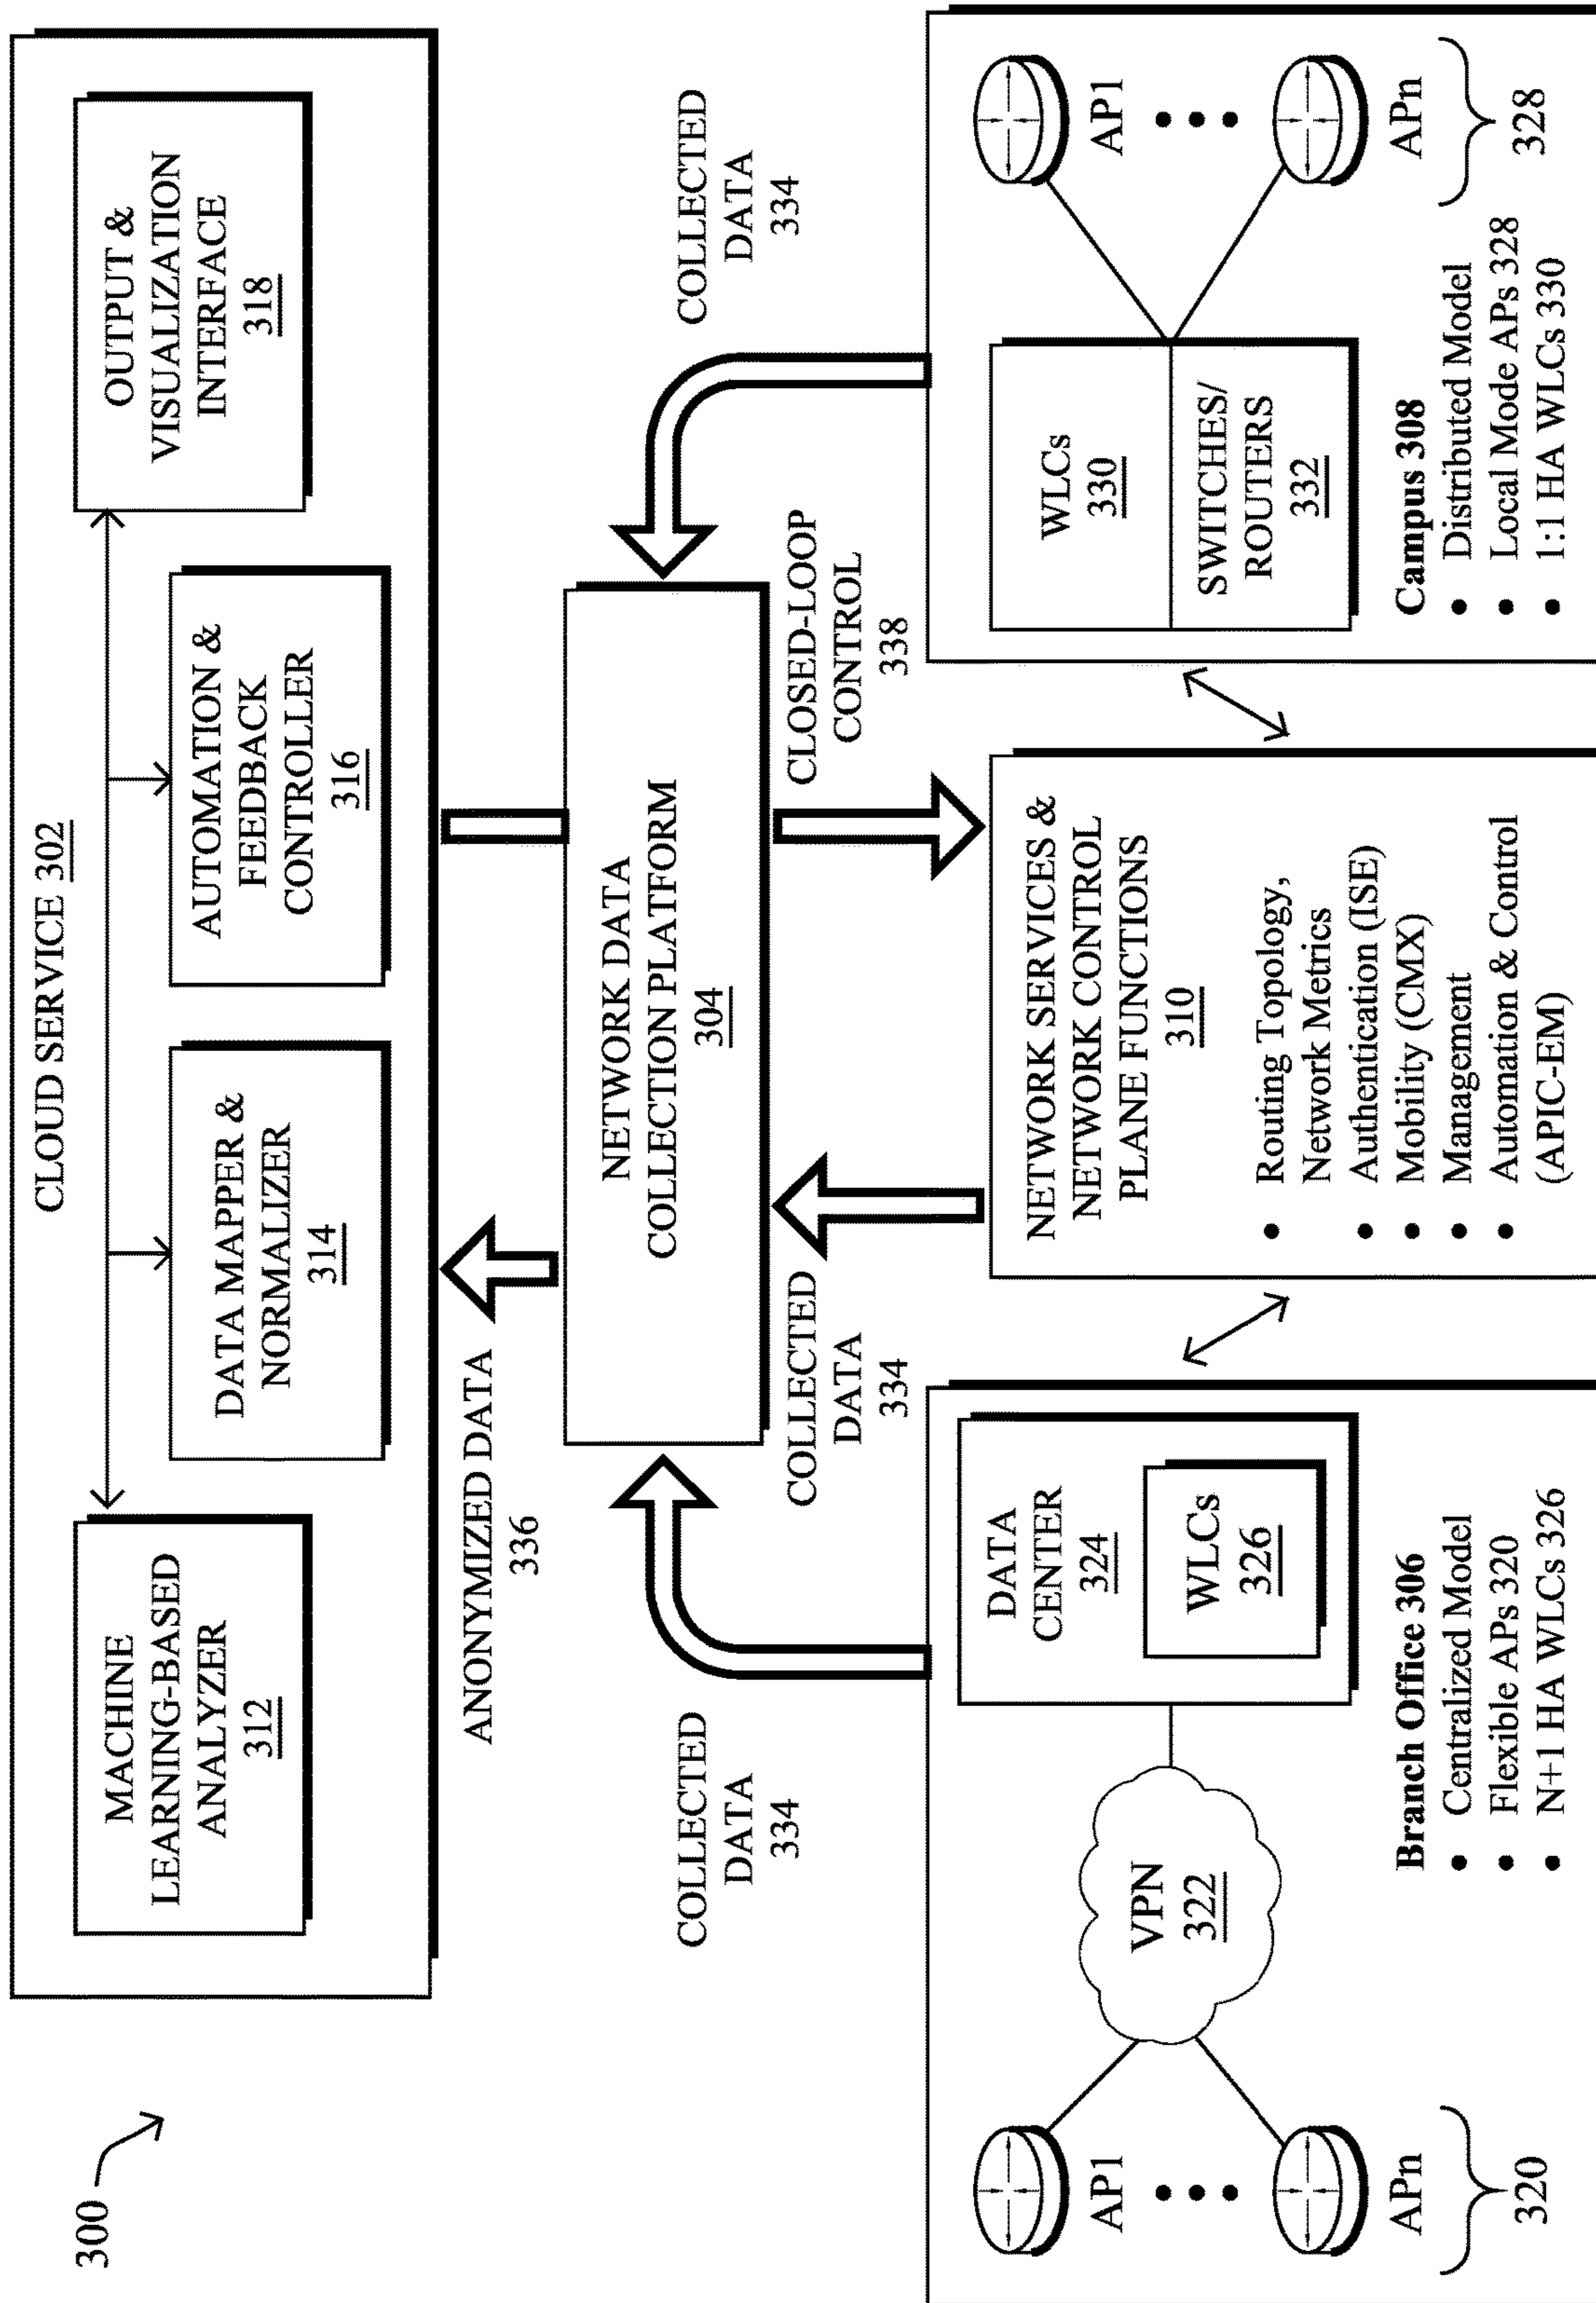 300
CLOUD SERVICE 302
MACHINE
LEARNING-BASED
ANALYZER
312
DATA MAPPER &
NORMALIZER
314
AUTOMATION &
FEEDBACK
CONTROLLER
316
OUTPUT &
VISUALIZATION
INTERFACE
318
ANONYMIZED DATA
336
COLLECTED
DATA
334
NETWORK DATA
COLLECTION PLATFORM
304
COLLECTED
DATA
334
COLLECTED
DATA
334
CLOSED-LOOP
CONTROL
338
AP1
APn
320
VPN
322
DATA
CENTER
324
WLCs
326
Branch Office 306
• Centralized Model
• Flexible APs 320
• N+1 HA WLCs 326
NETWORK SERVICES &
NETWORK CONTROL
PLANE FUNCTIONS
310
• Routing Topology,
Network Metrics
• Authentication (ISE)
• Mobility (CMX)
• Management
• Automation & Control
(APIC-EM)
WLCs
330
SWITCHES/
ROUTERS
332
AP1
APn
328
Campus 308
• Distributed Model
• Local Mode APs 328
• 1:1 HA WLCs 330